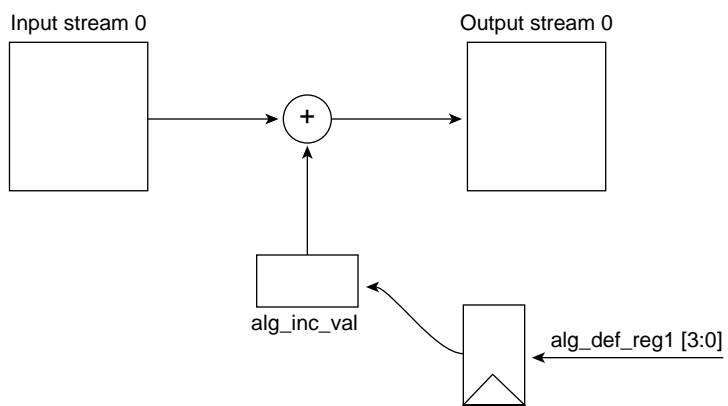 Input stream 0
Output stream 0
+
alg_inc_val
alg_def_reg1 [3:0]